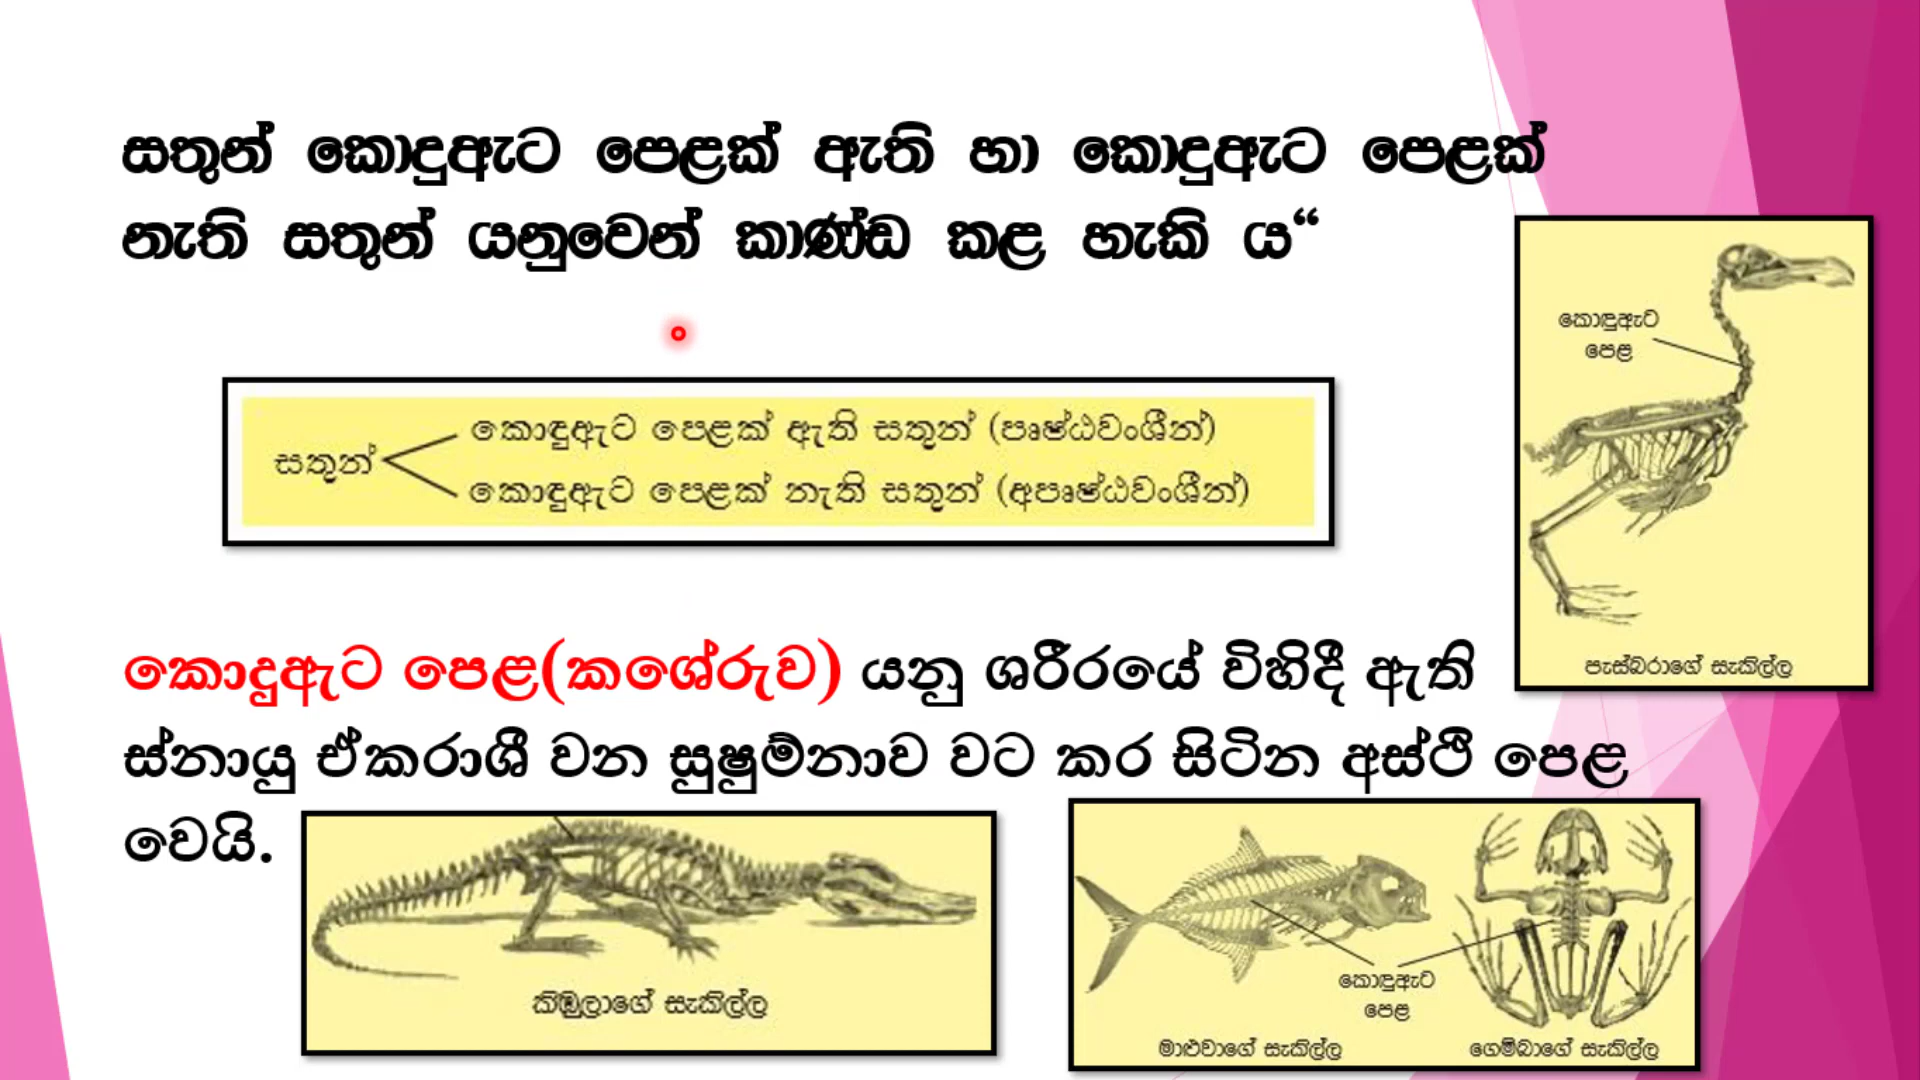 සතුන් කොදුඇට පෙළක් ඇති හා කොදුඇට පෙළක්
නැති සතුන් යනුවෙන් කාණ්ඩ කළ හැකි ය“
සතුන්
කොඳුඇට පෙළක් ඇති සතුන් (පෘෂ්ඨවංශීන්)
කොඳුඇට පෙළක් නැති සතුන් (අපෘෂ්ඨවංශීන්)
කොඳුඇට
පෙළ
පැස්බරාගේ සැකිල්ල
කොදුඇට පෙළ(කශේරුව) යනු ශරීරයේ විහිදී ඇති
ස්නායු ඒකරාශී වන සුෂුම්නාව වට කර සිටින අස්ථි පෙළ
වෙයි.
කිඹුලාගේ සැකිල්ල
කොඳුඇට
පෙළ
මාළුවාගේ සැකිල්ල
ගෙම්බාගේ සැකිල්ල